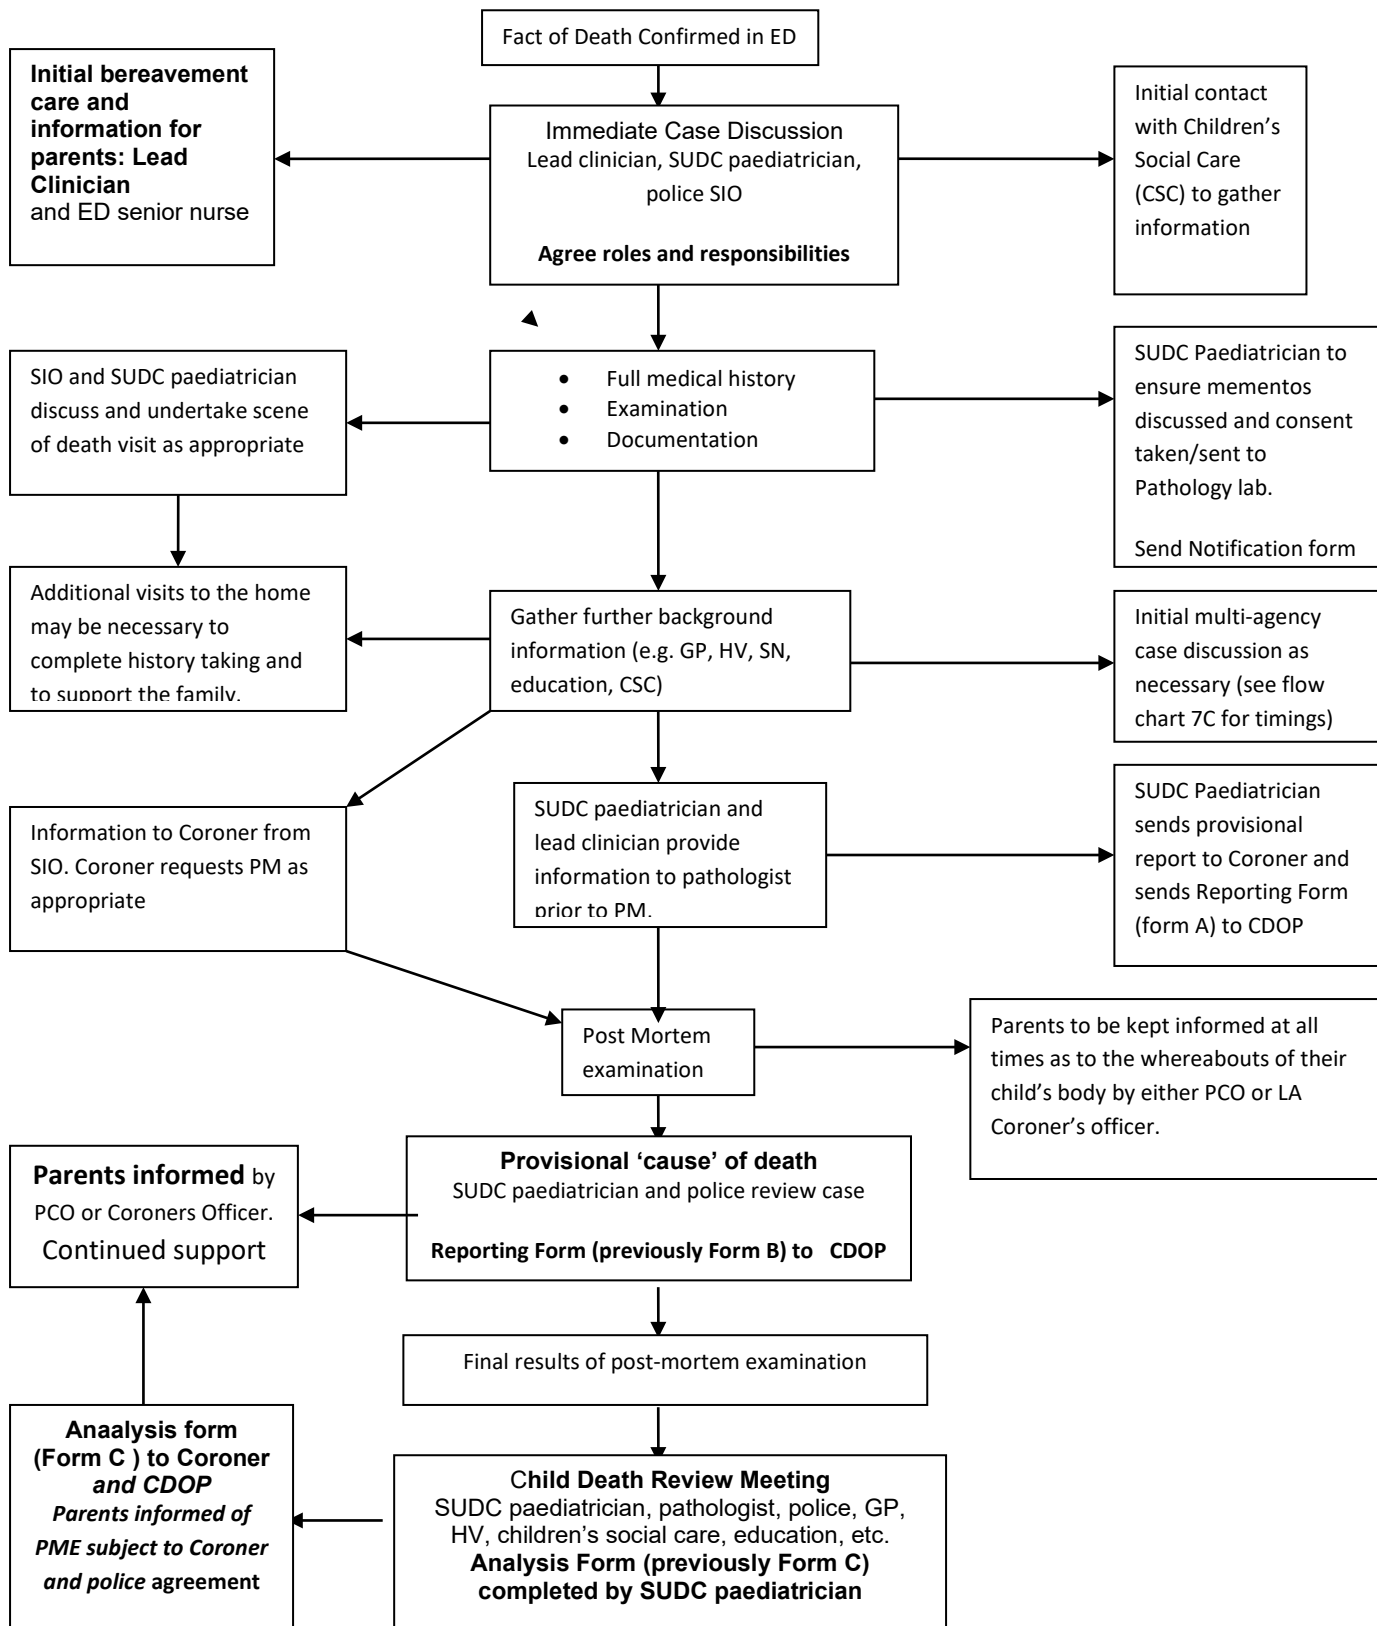 Fact of Death Confirmed in ED
Initial bereavement
care and
information for
parents: Lead
Clinician
and ED senior nurse
Immediate Case Discussion
Lead clinician, SUDC paediatrician,
police SIO
Agree roles and responsibilities
Initial contact
with Children’s
Social Care
(CSC) to gather
information
SIO and SUDC paediatrician
discuss and undertake scene
of death visit as appropriate
• Full medical history
• Examination
• Documentation
SUDC Paediatrician to
ensure mementos
discussed and consent
taken/sent to
Pathology lab.
Send Notification form
Additional visits to the home
may be necessary to
complete history taking and
to support the family.
Gather further background
information (e.g. GP, HV, SN,
education, CSC)
Initial multi-agency
case discussion as
necessary (see flow
chart 7C for timings)
Information to Coroner from
SIO. Coroner requests PM as
appropriate
SUDC paediatrician and
lead clinician provide
information to pathologist
prior to PM.
SUDC Paediatrician
sends provisional
report to Coroner and
sends Reporting Form
(form A) to CDOP
Post Mortem
examination
Parents to be kept informed at all
times as to the whereabouts of their
child’s body by either PCO or LA
Coroner’s officer.
Parents informed by
PCO or Coroners Officer.
Continued support
Provisional ‘cause’ of death
SUDC paediatrician and police review case
Reporting Form (previously Form B) to CDOP
Final results of post-mortem examination
Anaalysis form
(Form C ) to Coroner
and CDOP
Parents informed of
PME subject to Coroner
and police agreement
Child Death Review Meeting
SUDC paediatrician, pathologist, police, GP,
HV, children’s social care, education, etc.
Analysis Form (previously Form C)
completed by SUDC paediatrician